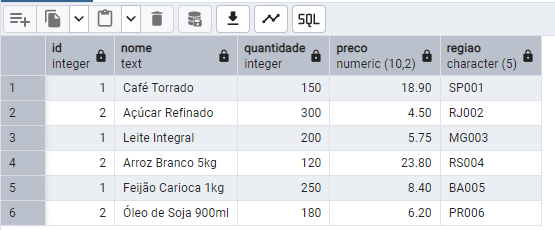 SQL
id nome quantidade preco regiao
integer text integer numeric (10,2) character (5)
1 1 Café Torrado 150 18.90 SP001
2 2 Açúcar Refinado 300 4.50 RJ002
3 1 Leite Integral 200 5.75 MG003
4 2 Arroz Branco 5kg 120 23.80 RS004
5 1 Feijão Carioca 1kg 250 8.40 BA005
6 2 Óleo de Soja 900ml 180 6.20 PR006